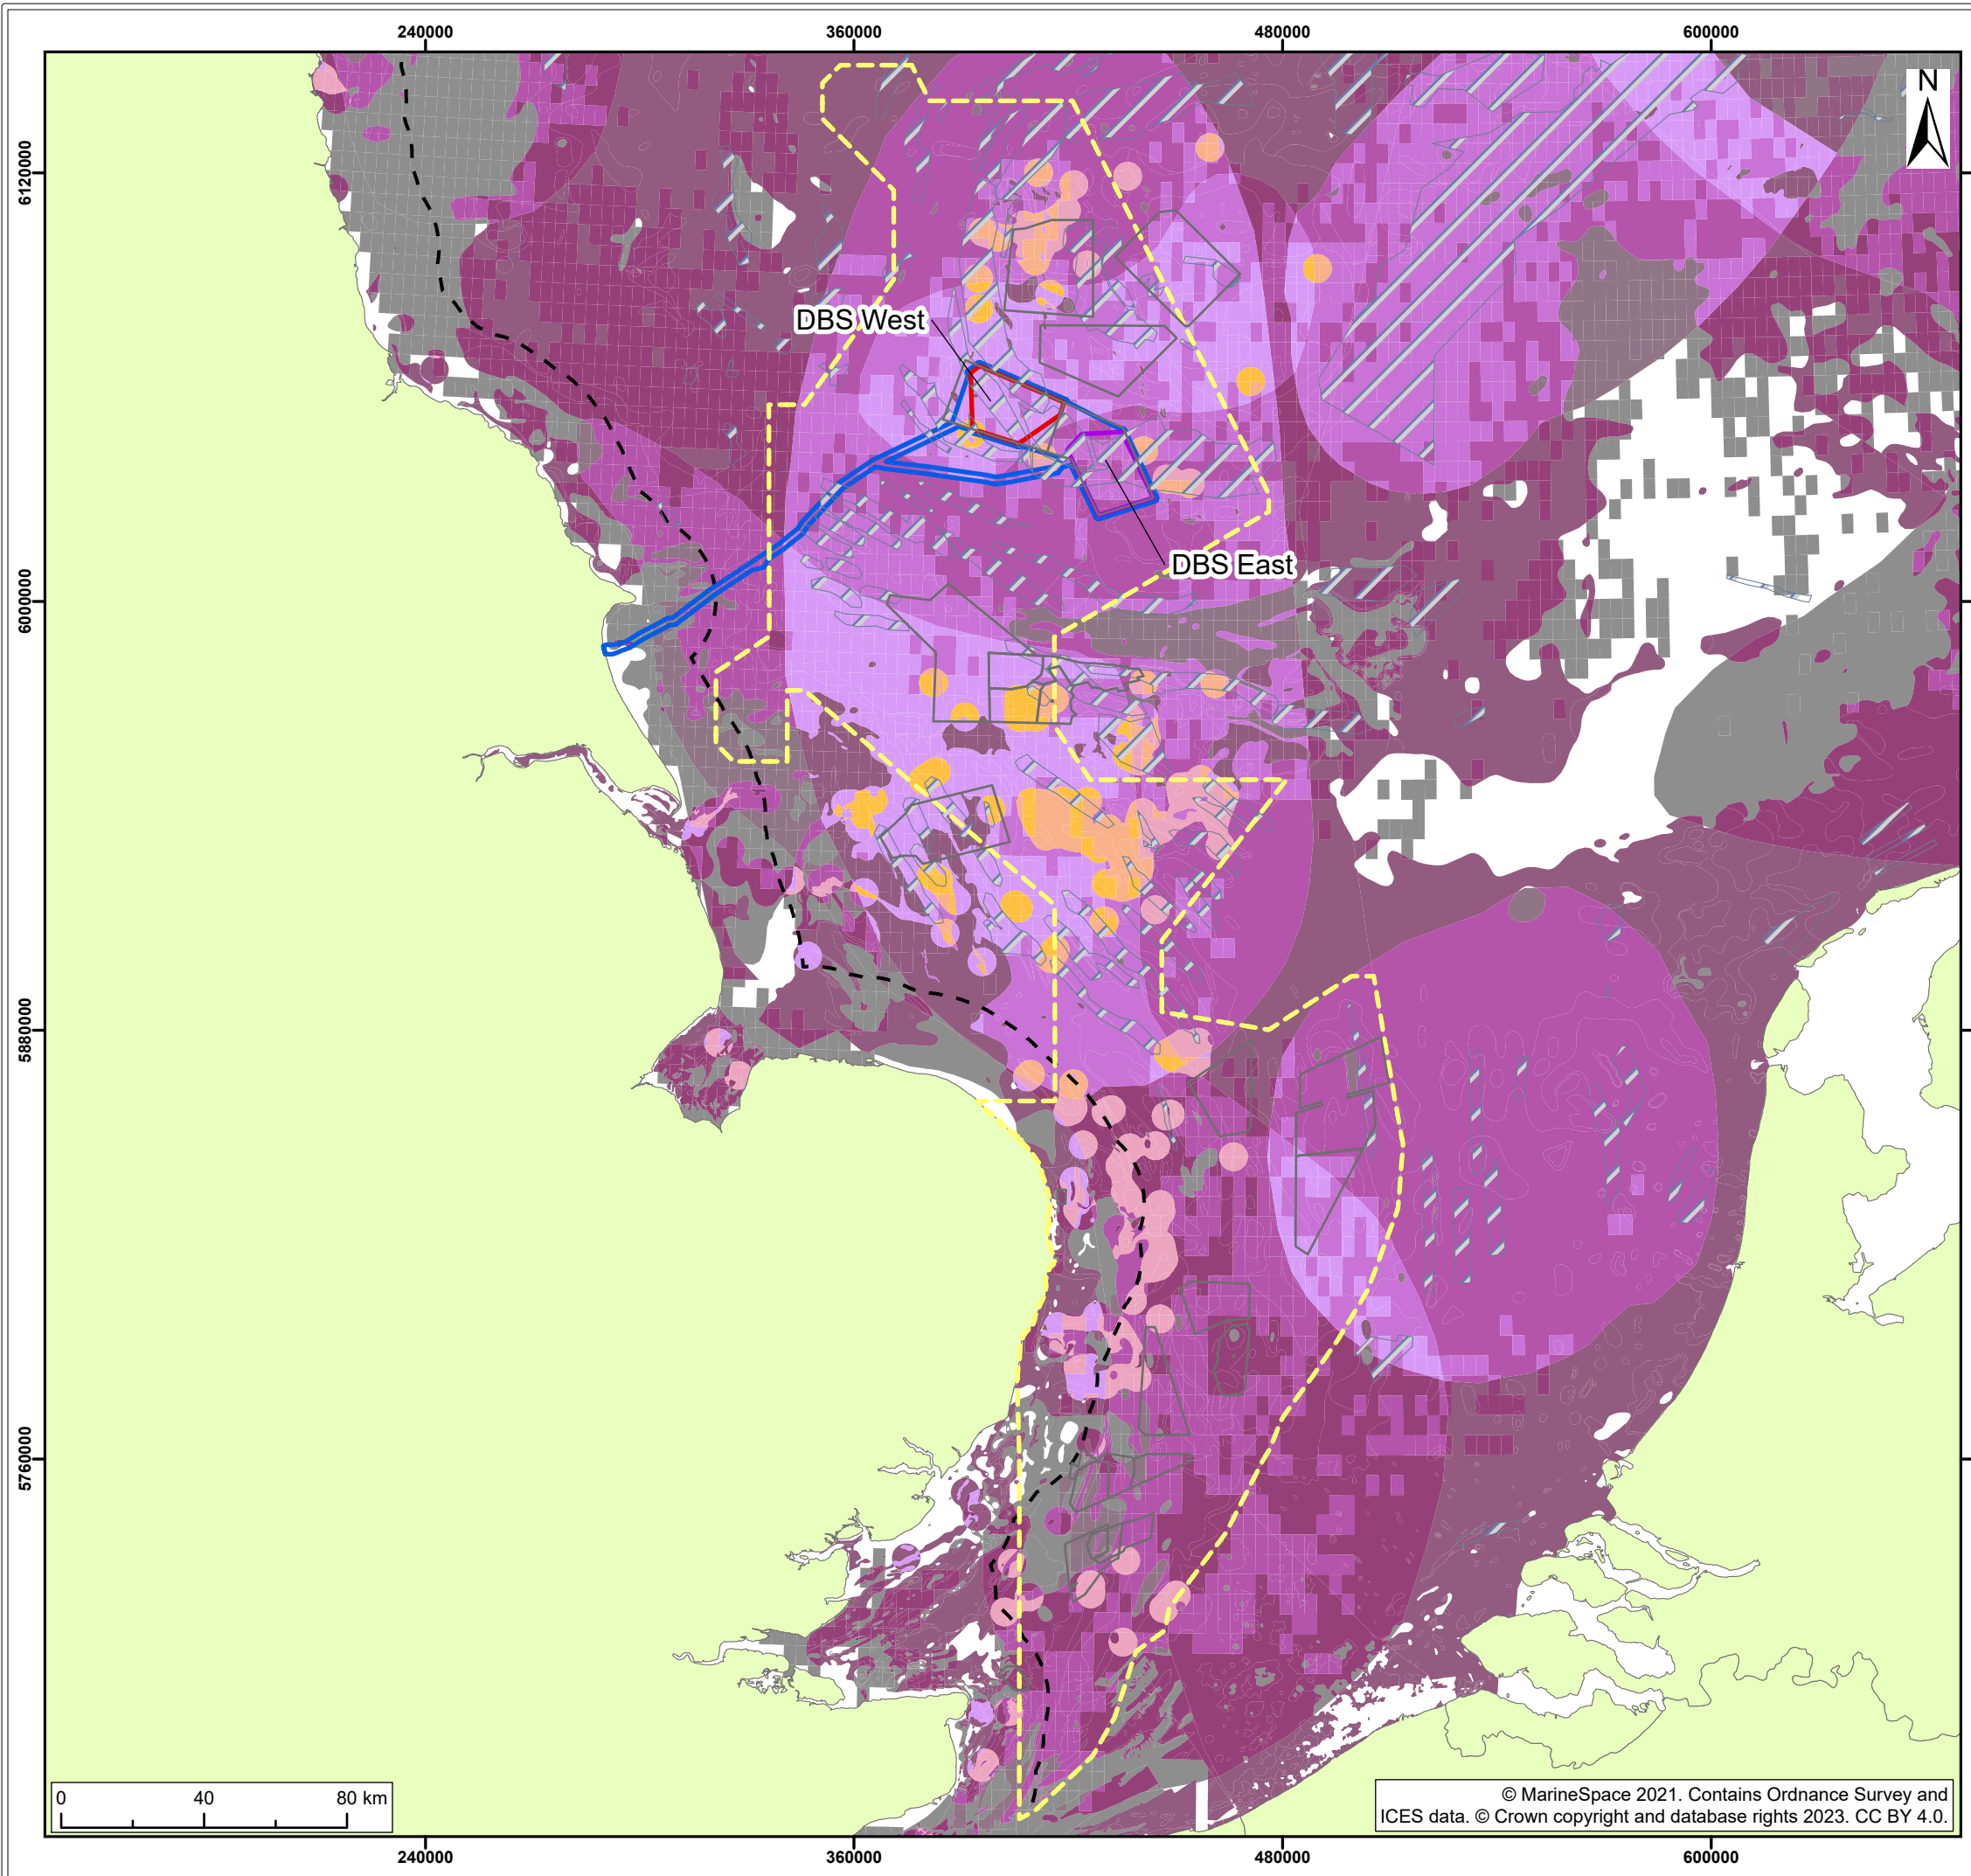 240000 360000 480000 600000
N
6120000
DBS West
6000000
DBS East
5880000
5760000
0 40 80 km
© MarineSpace 2021. Contains Ordnance Survey and
ICES data. © Crown copyright and database rights 2023. CC BY 4.0.
240000 360000 480000 600000